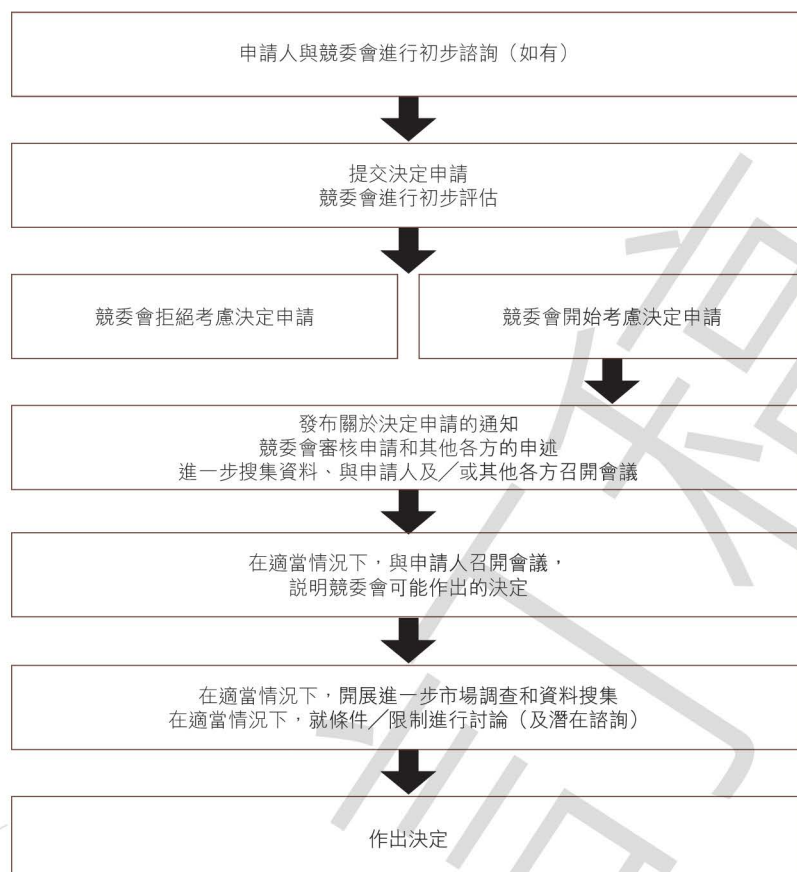 申請人與競委會進行初步諮詢（如有）
提交決定申請
競委會進行初步評估
競委會拒絕考慮決定申請
競委會開始考慮決定申請
發布關於決定申請的通知
競委會審核申請和其他各方的申述
進一步搜集資料、與申請人及／或其他各方召開會議
在適當情況下，與申請人召開會議，
說明競委會可能作出的決定
在適當情況下，開展進一步市場調查和資料搜集
在適當情況下，就條件／限制進行討論（及潛在諮詢）
作出決定